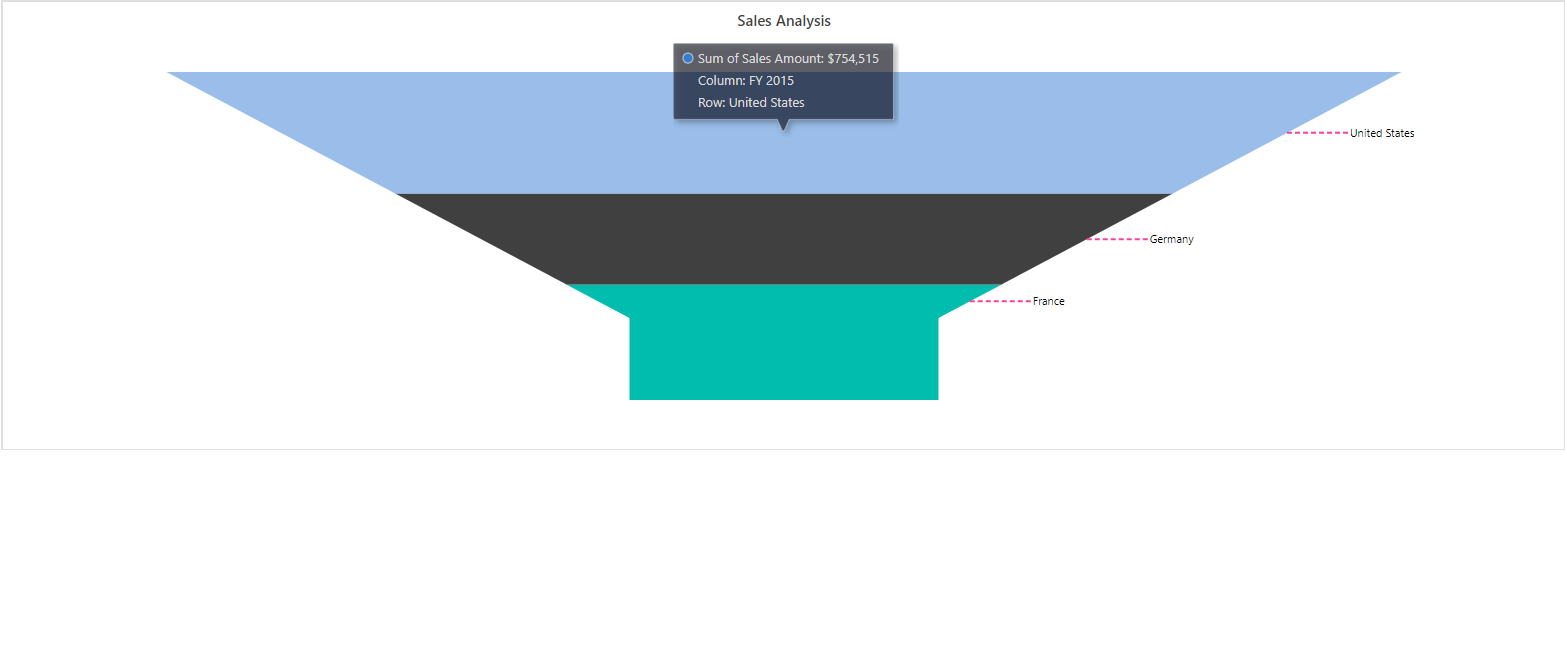 Sales Analysis
Sum of Sales Amount: $754,515
Column: FY 2015
Row: United States
United States
Germany
France